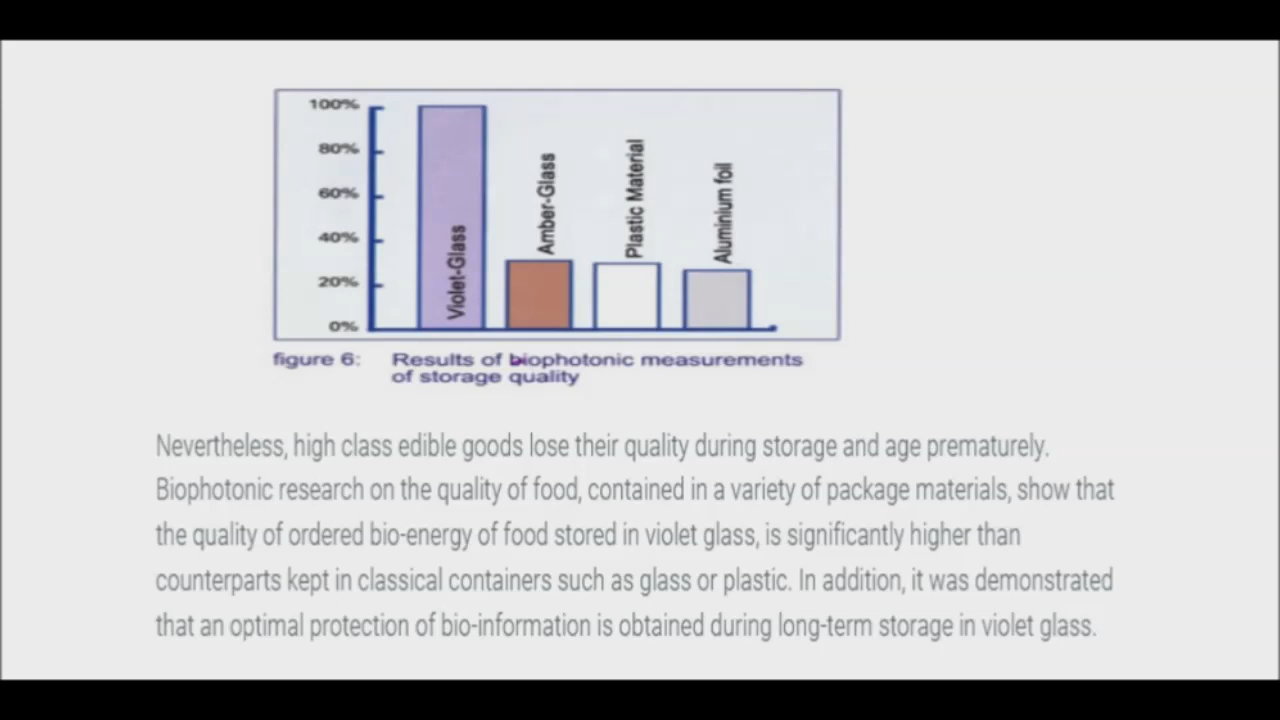 100%
80%
60%
40%
20%
0%
Violet-Glass
Amber-Glass
Plastic Material
Aluminium foil
figure 6: Results of biophotonic measurements
of storage quality
Nevertheless, high class edible goods lose their quality during storage and age prematurely.
Biophotonic research on the quality of food, contained in a variety of package materials, show that
the quality of ordered bio-energy of food stored in violet glass, is significantly higher than
counterparts kept in classical containers such as glass or plastic. In addition, it was demonstrated
that an optimal protection of bio-information is obtained during long-term storage in violet glass.